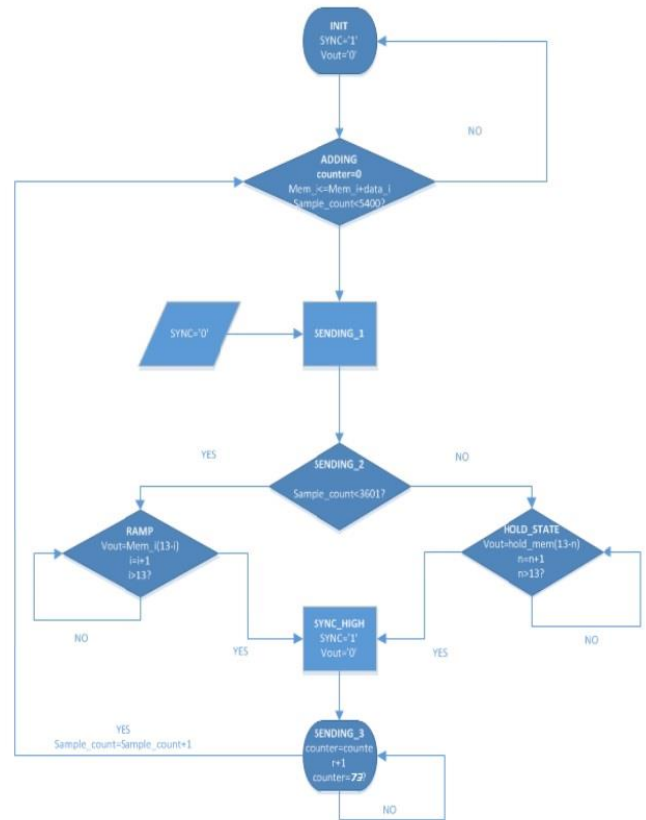 INIT
SYNC='1'
Vout='0'
NO
ADDING
counter=0
Mem_i<=Mem_i+data_i
Sample_count<5400?
SYNC='0'
SENDING_1
YES
NO
SENDING_2
Sample_count<3601?
RAMP
Vout=Mem_i(13-i)
i=i+1
i>13?
HOLD_STATE
Vout=hold_mem(13-n)
n=n+1
n>13?
NO
YES
SYNC_HIGH
SYNC='1'
Vout='0'
YES
NO
YES
Sample_count=Sample_count+1
SENDING_3
counter=counte
r+1
counter=73?
NO